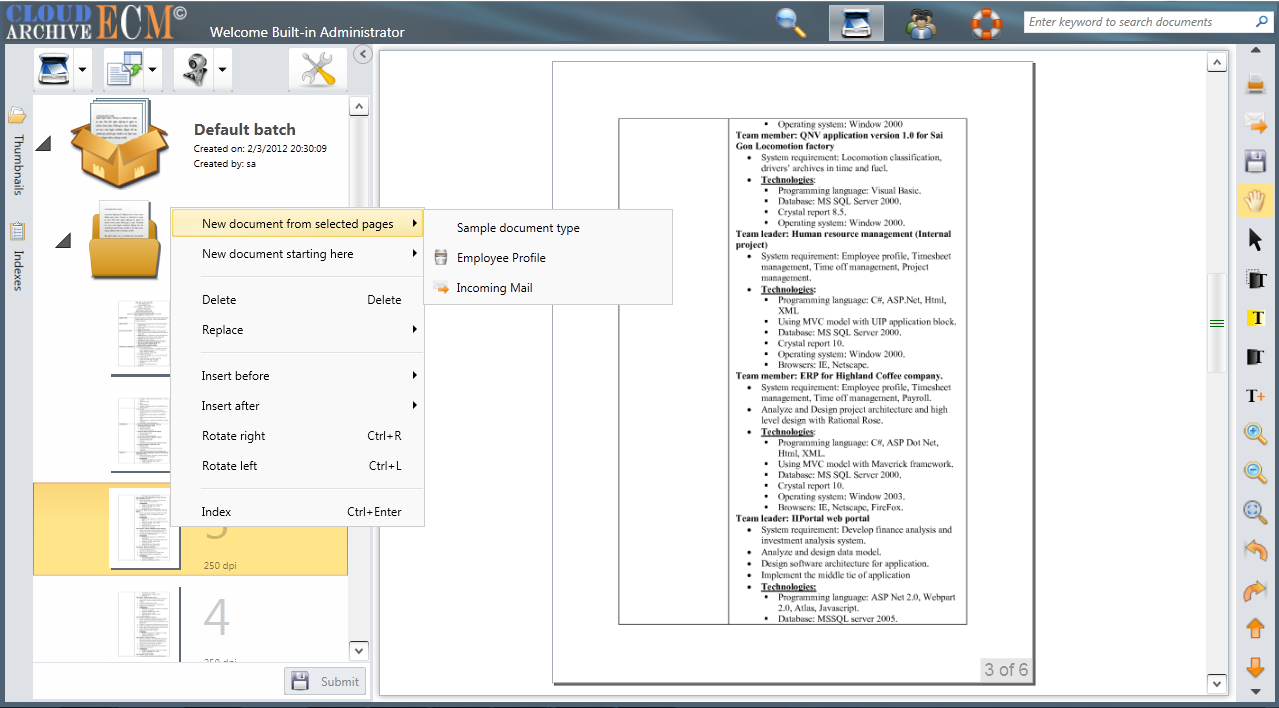 CLOUD
ARCHIVE ECM©
Welcome Built-in Administrator
Enter keyword to search documents
Thumbnails
Indexes
Default batch
Created on: 2/3/2012 20:30:09
Created by: sa
New document from selected pages
New document starting here
Delete Delete
Replace
Insert before
Insert after
Rotate right Ctrl+R
Rotate left Ctrl+L
Index Ctrl+Enter
Sample document type
Employee Profile
Incoming Mail
3
250 dpi
4
250 dpi
Submit
Operating system: Window 2000
Team member: QNV application version 1.0 for Sai
Gon Locomotion factory
System requirement: Locomotion classification,
drivers' archives in time and fuel.
Technologies:
Programming language: Visual Basic.
Database: MS SQL Server 2000.
Crystal report 8.5.
Operating system: Window 2000.
Team leader: Human resource management (Internal
project)
System requirement: Employee profile, Timesheet
management, Time off management, Project
management.
Technologies:
Programming language: C#, ASP.Net, Html,
XML
Using MVC model with UIP application block.
Database: MS SQL Server 2000.
Crystal report 10.
Operating system: Window 2000.
Browsers: IE, Netscape.
Team member: ERP for Highland Coffee company.
System requirement: Employee profile, Timesheet
management, Time off management, Payroll.
Analyze and Design project architecture and high
level design with Rational Rose.
Technologies:
Programming language: C#, ASP Dot Net,
Html, XML.
Using MVC model with Maverick framework.
Database: MS SQL Server 2000.
Crystal report 10.
Operating system: Window 2003.
Browsers: IE, Netscape, FireFox.
Team leader: IIPortal web portal
System requirement: Develop finance analysis and
investment analysis system.
Analyze and design data model.
Design software architecture for application.
Implement the middle tie of application
Technologies:
Programming language: ASP Net 2.0, Webpart
2.0, Atlas, Javascript.
Database: MSSQL server 2005.
3 of 6
T
T
T
T+